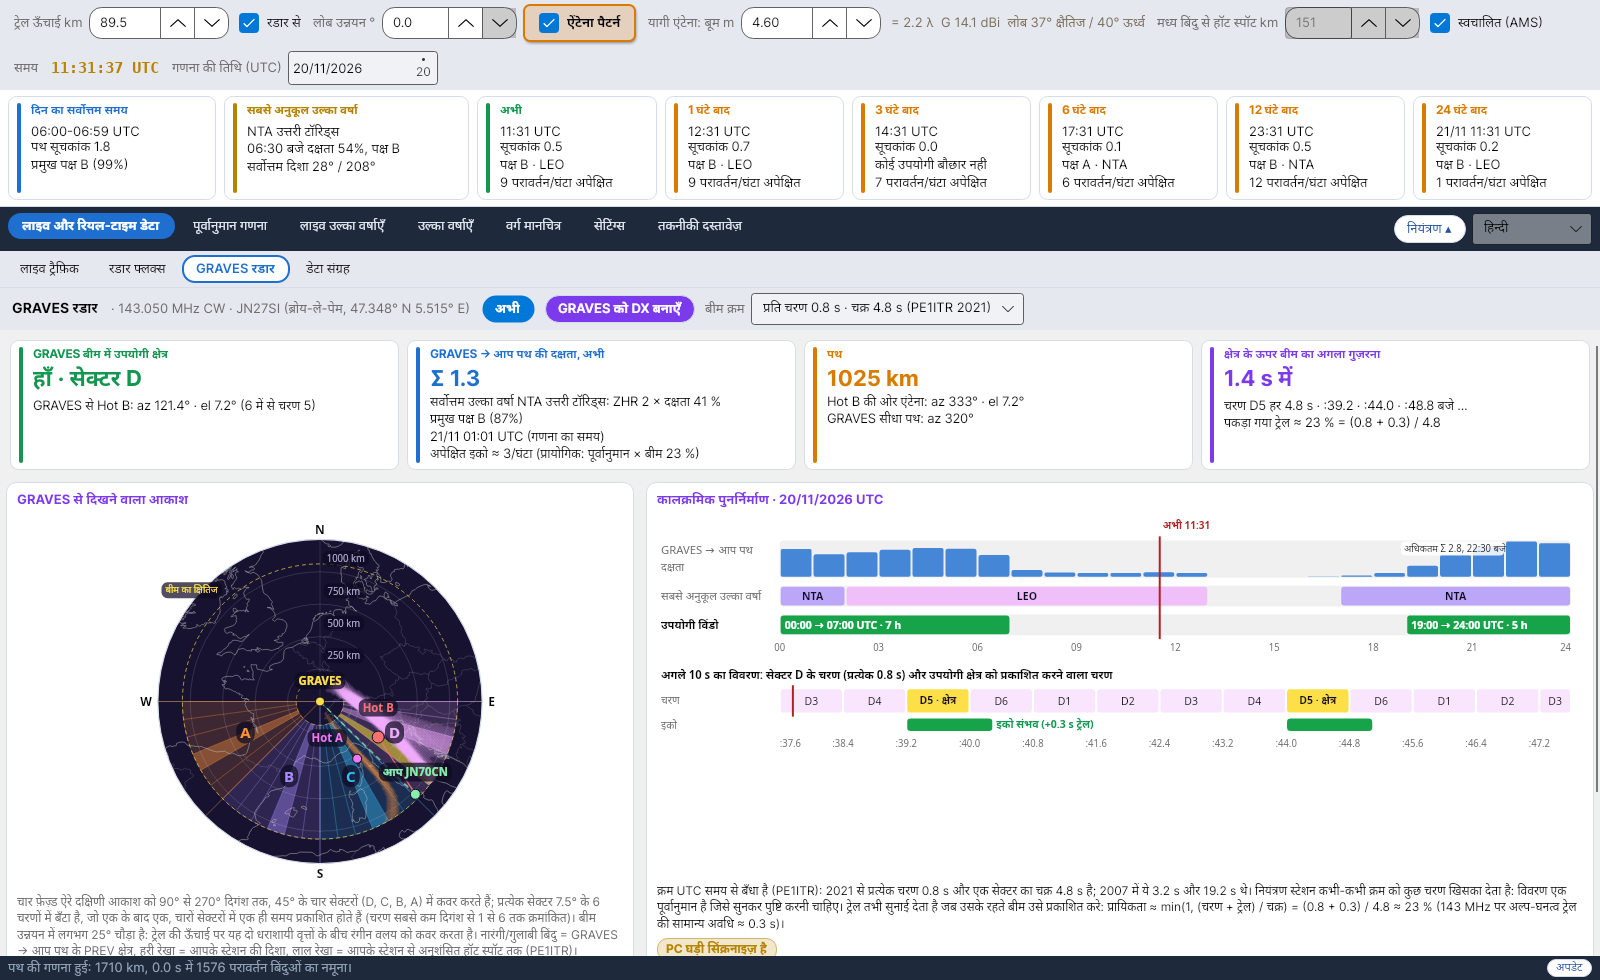 ट्रेल ऊँचाई km 89.5 रडार से लोब उन्नयन ° 0.0 ऐंटेना पैटर्न यागी एंटेना: बूम m 4.60 = 2.2 λ G 14.1 dBi लोब 37° क्षैतिज / 40° ऊर्ध्व मध्य बिंदु से हॉट स्पॉट km 151 स्वचालित (AMS)
समय 11:31:37 UTC गणना की तिथि (UTC) 20/11/2026 20
दिन का सर्वोत्तम समय
06:00-06:59 UTC
पथ सूचकांक 1.8
प्रमुख पक्ष B (99%)
सबसे अनुकूल उल्का वर्षा
NTA उत्तरी टॉरिड्स
06:30 बजे दक्षता 54%, पक्ष B
सर्वोत्तम दिशा 28° / 208°
अभी
11:31 UTC
सूचकांक 0.5
पक्ष B · LEO
9 परावर्तन/घंटा अपेक्षित
1 घंटे बाद
12:31 UTC
सूचकांक 0.7
पक्ष B · LEO
9 परावर्तन/घंटा अपेक्षित
3 घंटे बाद
14:31 UTC
सूचकांक 0.0
कोई उपयोगी बौछार नहीं
7 परावर्तन/घंटा अपेक्षित
6 घंटे बाद
17:31 UTC
सूचकांक 0.1
पक्ष A · NTA
6 परावर्तन/घंटा अपेक्षित
12 घंटे बाद
23:31 UTC
सूचकांक 0.5
पक्ष B · NTA
12 परावर्तन/घंटा अपेक्षित
24 घंटे बाद
21/11 11:31 UTC
सूचकांक 0.2
पक्ष B · LEO
1 परावर्तन/घंटा अपेक्षित
लाइव और रियल-टाइम डेटा पूर्वानुमान गणना लाइव उल्का वर्षाएँ उल्का वर्षाएँ वर्ग मानचित्र सेटिंग्स तकनीकी दस्तावेज़ नियंत्रण ▴ हिन्दी
लाइव ट्रैफ़िक रडार फ्लक्स GRAVES रडार डेटा संग्रह
GRAVES रडार · 143.050 MHz CW · JN27SI (ब्रोय-ले-पेम, 47.348° N 5.515° E) अभी GRAVES को DX बनाएँ बीम क्रम प्रति चरण 0.8 s · चक्र 4.8 s (PE1ITR 2021)
GRAVES बीम में उपयोगी क्षेत्र
हाँ · सेक्टर D
GRAVES से Hot B: az 121.4° · el 7.2° (6 में से चरण 5)
GRAVES → आप पथ की दक्षता, अभी
Σ 1.3
सर्वोत्तम उल्का वर्षा NTA उत्तरी टॉरिड्स: ZHR 2 × दक्षता 41 %
प्रमुख पक्ष B (87%)
21/11 01:01 UTC (गणना का समय)
अपेक्षित इको ≈ 3/घंटा (प्रायोगिक: पूर्वानुमान × बीम 23 %)
पथ
1025 km
Hot B की ओर एंटेना: az 333° · el 7.2°
GRAVES सीधा पथ: az 320°
क्षेत्र के ऊपर बीम का अगला गुज़रना
1.4 s में
चरण D5 हर 4.8 s · :39.2 · :44.0 · :48.8 बजे ...
पकड़ा गया ट्रेल ≈ 23 % = (0.8 + 0.3) / 4.8
GRAVES से दिखने वाला आकाश
N
1000 km
बीम का क्षितिज
750 km
500 km
250 km
GRAVES
W
E
Hot B
A
Hot A
D
B
C
आप JN70CN
S
चार फ़ेज़्ड ऐरे दक्षिणी आकाश को 90° से 270° दिगंश तक, 45° के चार सेक्टरों (D, C, B, A) में कवर करते हैं; प्रत्येक सेक्टर 7.5° के 6
चरणों में बँटा है, जो एक के बाद एक, चारों सेक्टरों में एक ही समय प्रकाशित होते हैं (चरण सबसे कम दिगंश से 1 से 6 तक क्रमांकित)। बीम
उन्नयन में लगभग 25° चौड़ा है: ट्रेल की ऊँचाई पर यह दो धराशायी वृत्तों के बीच रंगीन वलय को कवर करता है। नारंगी/गुलाबी बिंदु = GRAVES
→ आप पथ के PREV क्षेत्र, हरी रेखा = आपके स्टेशन की दिशा, लाल रेखा = आपके स्टेशन से अनुशंसित हॉट स्पॉट तक (PE1ITR)।
कालक्रमिक पुनर्निर्माण · 20/11/2026 UTC
अभी 11:31
GRAVES → आप पथ
दक्षता
अधिकतम Σ 2.8, 22:30 बजे
सबसे अनुकूल उल्का वर्षा NTA LEO NTA
उपयोगी विंडो 00:00 → 07:00 UTC · 7 h 19:00 → 24:00 UTC · 5 h
00 03 06 09 12 15 18 21 24
अगले 10 s का विवरण: सेक्टर D के चरण (प्रत्येक 0.8 s) और उपयोगी क्षेत्र को प्रकाशित करने वाला चरण
चरण D3 D4 D5 · क्षेत्र D6 D1 D2 D3 D4 D5 · क्षेत्र D6 D1 D2 D3
इको इको संभव (+0.3 s ट्रेल)
:37.6 :38.4 :39.2 :40.0 :40.8 :41.6 :42.4 :43.2 :44.0 :44.8 :45.6 :46.4 :47.2
क्रम UTC समय से बँधा है (PE1ITR): 2021 से प्रत्येक चरण 0.8 s और एक सेक्टर का चक्र 4.8 s है; 2007 में ये 3.2 s और 19.2 s थे। नियंत्रण स्टेशन कभी-कभी क्रम को कुछ चरण खिसका देता है: विवरण एक
पूर्वानुमान है जिसे सुनकर पुष्टि करनी चाहिए। ट्रेल तभी सुनाई देता है जब उसके रहते बीम उसे प्रकाशित करे: प्रायिकता ≈ min(1, (चरण + ट्रेल) / चक्र) = (0.8 + 0.3) / 4.8 ≈ 23 % (143 MHz पर अल्प-घनत्व ट्रेल
की सामान्य अवधि ≈ 0.3 s)।
PC घड़ी सिंक्रनाइज़ है
पथ की गणना हुई: 1710 km, 0.0 s में 1576 परावर्तन बिंदुओं का नमूना। अपडेट